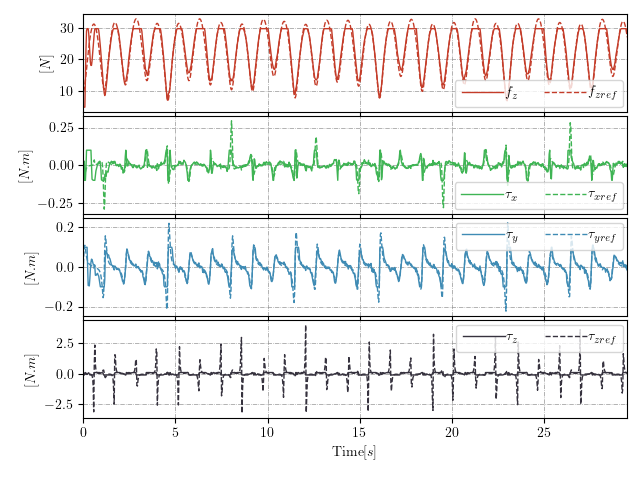 30
20
10
[N]
f_z f_zref
0.25
0.00
−0.25
[N.m]
τ_x τ_xref
0.2
0.0
−0.2
[N.m]
τ_y τ_yref
2.5
0.0
−2.5
[N.m]
τ_z τ_zref
0 5 10 15 20 25
Time[s]